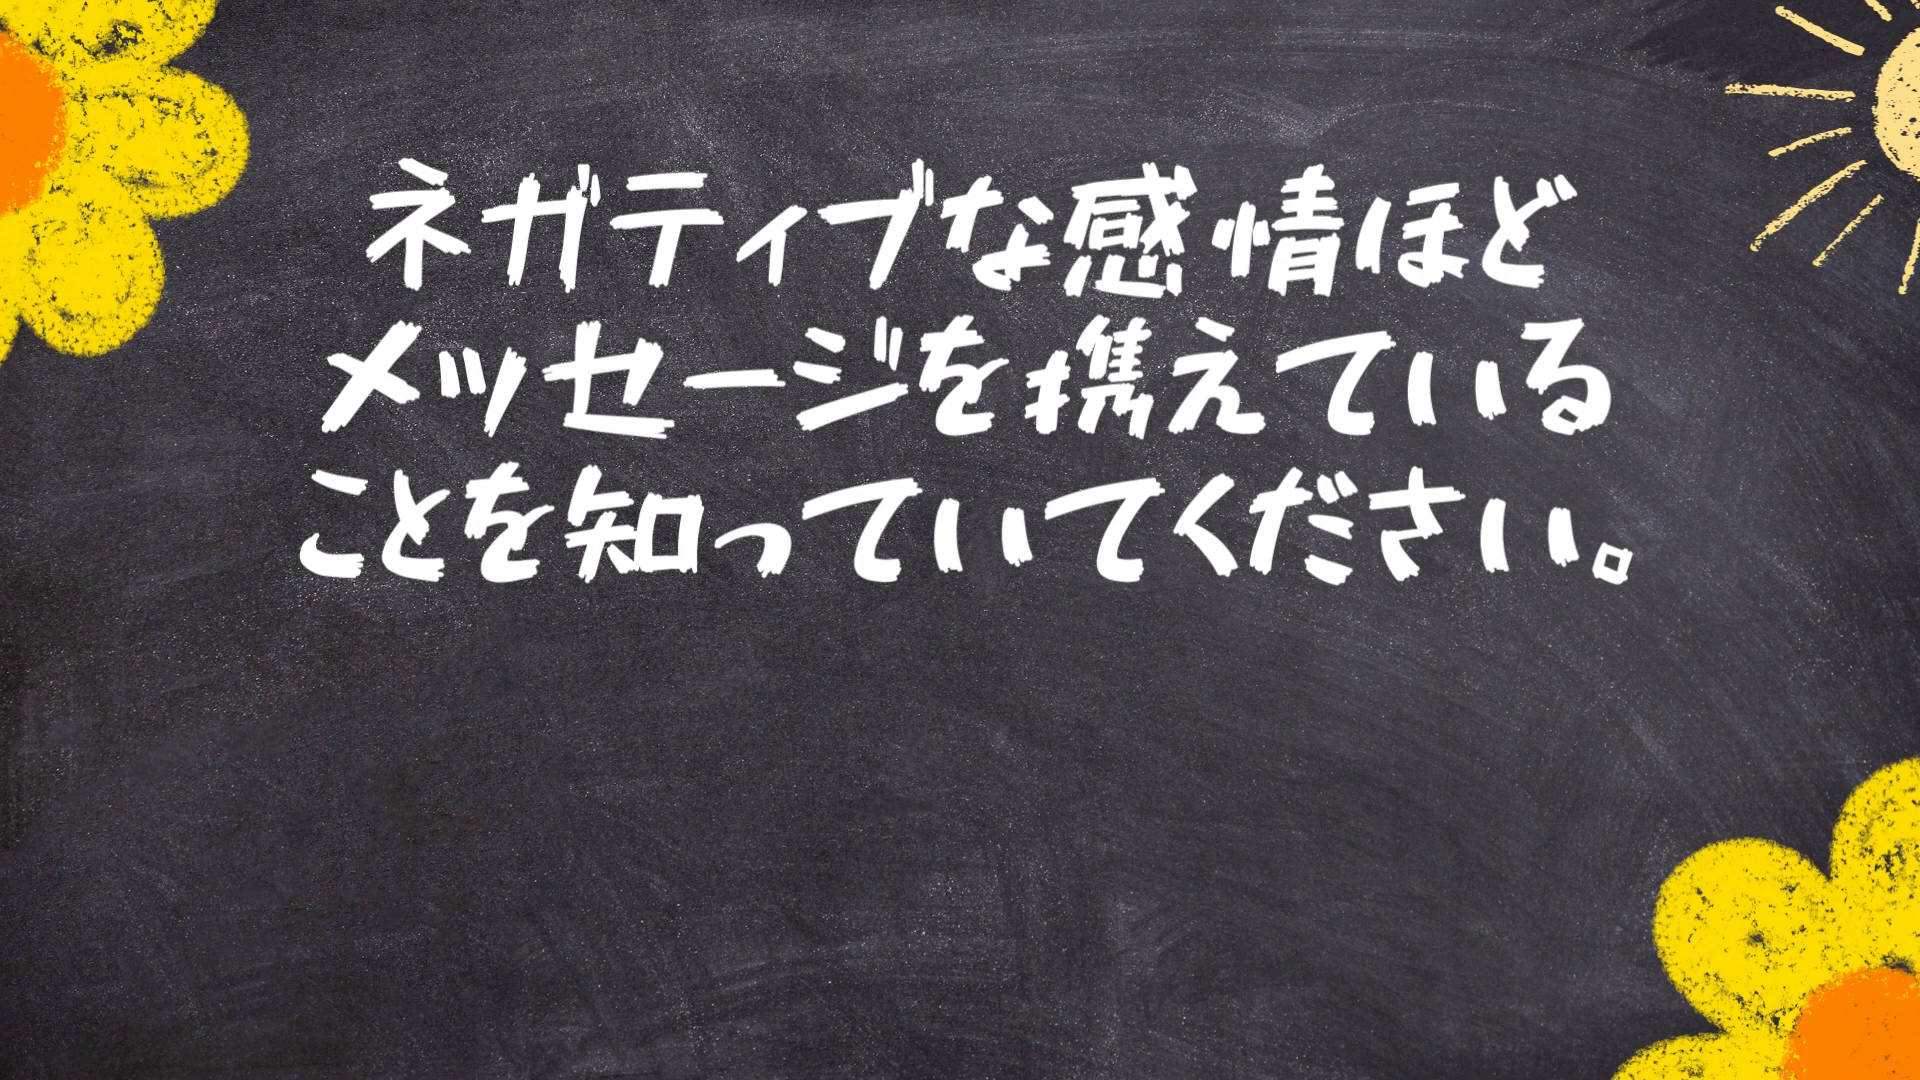 ネガティブな感情ほど
メッセージを携えている
ことを知っていてください。